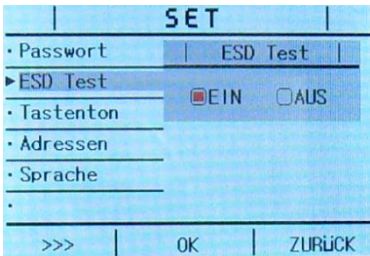 SET
Passwort
ESD Test
ESD Test
EIN AUS
Tastenton
Adressen
Sprache
>>> OK ZURÜCK